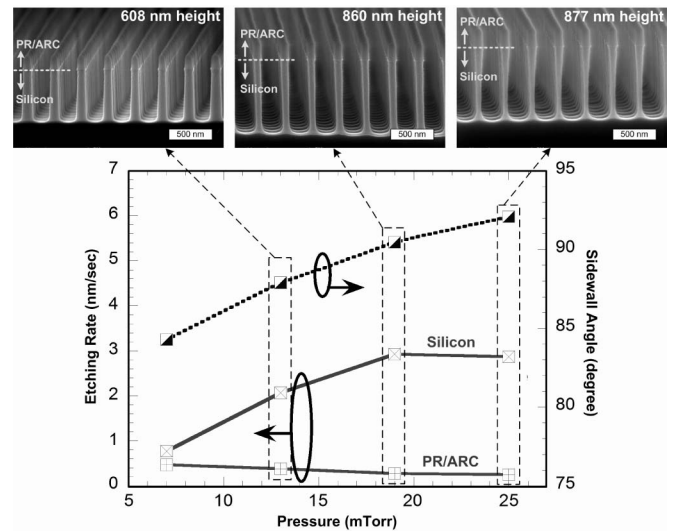 608 nm height
860 nm height
877 nm height
PR/ARC
Silicon
500 nm
PR/ARC
Silicon
500 nm
PR/ARC
Silicon
500 nm
7
6
5
4
3
2
1
0
Etching Rate (nm/sec)
95
90
85
80
75
Sidewall Angle (degree)
Silicon
PR/ARC
5
10
15
20
25
Pressure (mTorr)